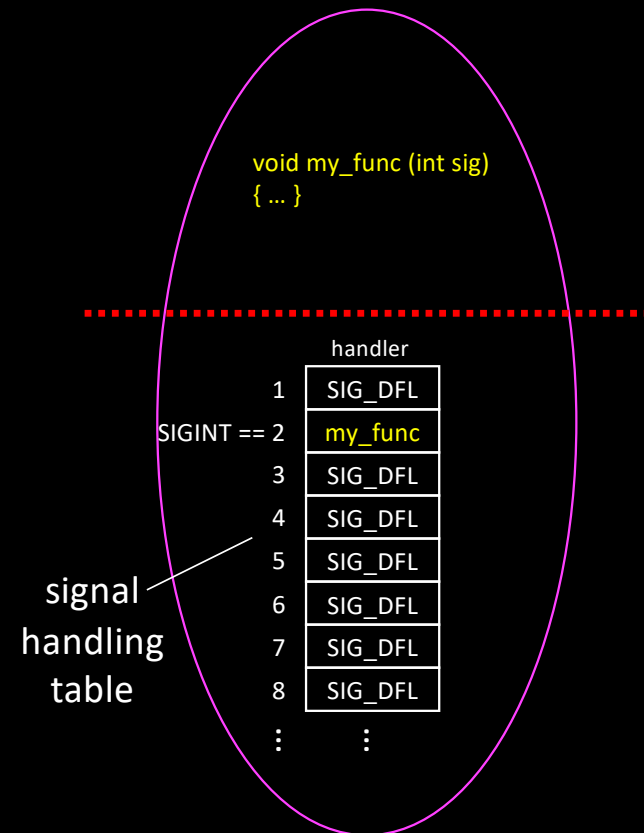 void my_func (int sig)
{ … }
handler
1 SIG_DFL
SIGINT == 2 my_func
3 SIG_DFL
4 SIG_DFL
5 SIG_DFL
6 SIG_DFL
7 SIG_DFL
8 SIG_DFL
⋮ ⋮
signal
handling
table